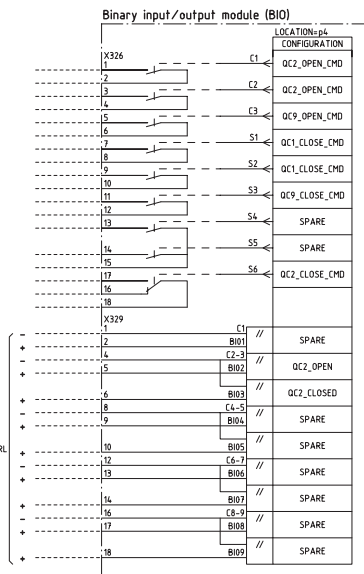 Binary input/output module (BIO)
LOCATION=p4
CONFIGURATION
X326
1 C1 QC2_OPEN_CMD
2
3 C2 QC2_OPEN_CMD
4
5 C3 QC9_OPEN_CMD
6
7 S1 QC1_CLOSE_CMD
8
9 S2 QC1_CLOSE_CMD
10
11 S3 QC9_CLOSE_CMD
12
13 S4 SPARE
14 S5 SPARE
15
17 S6 QC2_CLOSE_CMD
16
18
X329
- 1 C1 // SPARE
+ 2 BI01
- 4 C2-3 // QC2_OPEN
+ 5 BI02
// QC2_CLOSED
+ 6 BI03
- 8 C4-5 // SPARE
+ 9 BI04
// SPARE
RL + 10 BI05
- 12 C6-7 // SPARE
+ 13 BI06
// SPARE
+ 14 BI07
- 16 C8-9 // SPARE
+ 17 BI08
// SPARE
+ 18 BI09